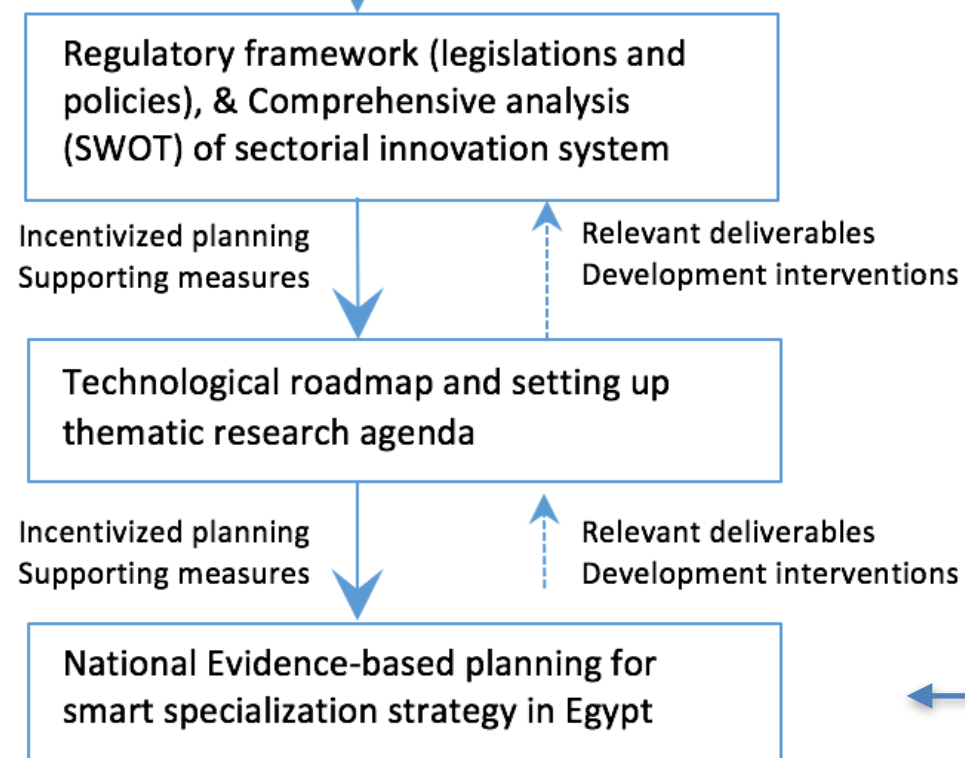 Regulatory framework (legislations and
policies), & Comprehensive analysis
(SWOT) of sectorial innovation system
Incentivized planning
Supporting measures
Relevant deliverables
Development interventions
Technological roadmap and setting up
thematic research agenda
Incentivized planning
Supporting measures
Relevant deliverables
Development interventions
National Evidence-based planning for
smart specialization strategy in Egypt